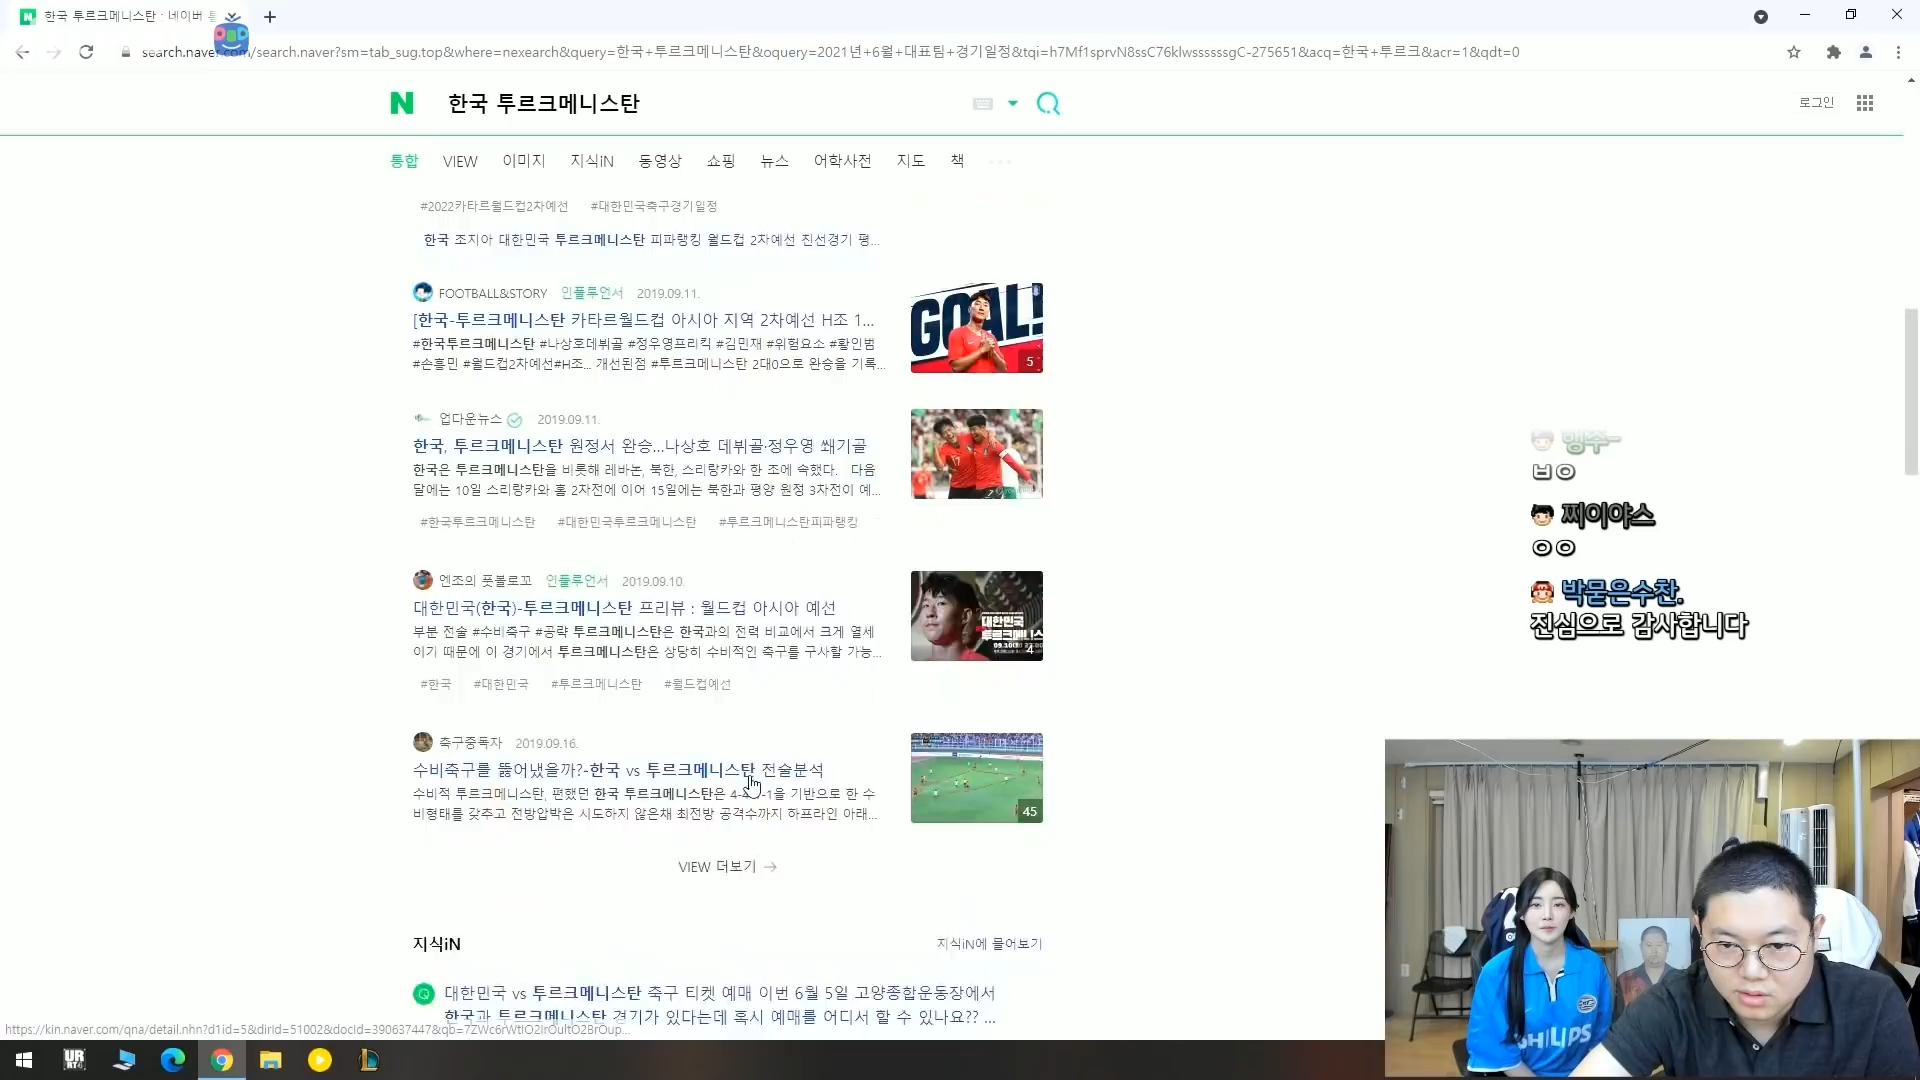 한국 투르크메니스탄 : 네이버 통
search.naver.com/search.naver?sm=tab_sug.top&where=nexearch&query=한국+투르크메니스탄&oquery=2021년+6월+대표팀+경기일정&tqi=h7Mf1sprvN8ssC76klwssssssgC-275651&acq=한국+투르크&acr=1&qdt=0
N 한국 투르크메니스탄
로그인
통합 VIEW 이미지 지식iN 동영상 쇼핑 뉴스 어학사전 지도 책
#2022카타르월드컵2차예선 #대한민국축구경기일정
한국 조지아 대한민국 투르크메니스탄 피파랭킹 월드컵 2차예선 친선경기 평...
FOOTBALL&STORY 인플루언서 2019.09.11.
[한국-투르크메니스탄 카타르월드컵 아시아 지역 2차예선 H조 1...
#한국투르크메니스탄 #나상호데뷔골 #정우영프리킥 #김민재 #위험요소 #황인범
#손흥민 #월드컵2차예선#H조... 개선된점 #투르크메니스탄 2대0으로 완승을 기록...
GOAL!
5
업다운뉴스 2019.09.11.
한국, 투르크메니스탄 원정서 완승...나상호 데뷔골·정우영 쐐기골
한국은 투르크메니스탄을 비롯해 레바논, 북한, 스리랑카와 한 조에 속했다. 다음
달에는 10일 스리랑카와 홈 2차전에 이어 15일에는 북한과 평양 원정 3차전이 예...
#한국투르크메니스탄 #대한민국투르크메니스탄 #투르크메니스탄피파랭킹
엔조의 풋볼로꼬 인플루언서 2019.09.10.
대한민국(한국)-투르크메니스탄 프리뷰 : 월드컵 아시아 예선
부분 전술 #수비축구 #공략 투르크메니스탄은 한국과의 전력 비교에서 크게 열세
이기 때문에 이 경기에서 투르크메니스탄은 상당히 수비적인 축구를 구사할 가능...
대한민국
4
#한국 #대한민국 #투르크메니스탄 #월드컵예선
축구중독자 2019.09.16.
수비축구를 뚫어냈을까?-한국 vs 투르크메니스탄 전술분석
수비적 투르크메니스탄, 편했던 한국 투르크메니스탄은 4-4-1-1을 기반으로 한 수
비형태를 갖추고 전방압박은 시도하지 않은채 최전방 공격수까지 하프라인 아래...
45
VIEW 더보기
지식iN
지식iN에 물어보기
대한민국 vs 투르크메니스탄 축구 티켓 예매 이번 6월 5일 고양종합운동장에서
한국과 투르크메니스탄 경기가 있다는데 혹시 예매를 어디서 할 수 있나요?? ...
https://kin.naver.com/qna/detail.nhn?d1id=5&dirId=51002&docId=390637447&qb=7ZWc6rWtIO2IrOultO2BrOup...
ㅂㅇ
찌이야스
ㅇㅇ
박묻은수찬.
진심으로 감사합니다
PHILIPS